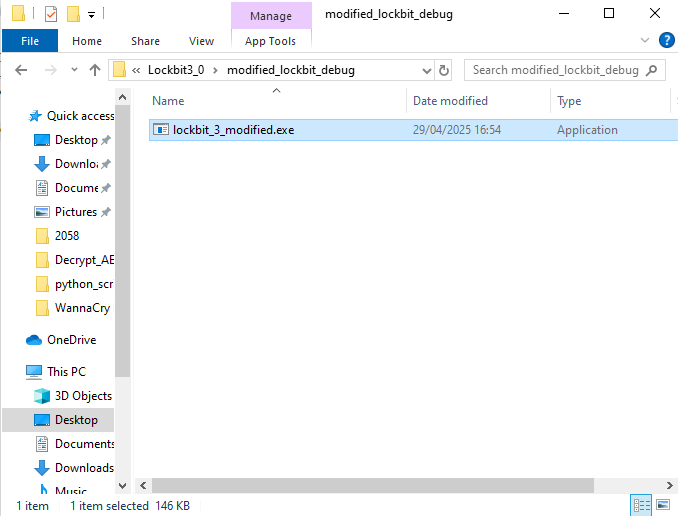 Manage
modified_lockbit_debug
File
Home
Share
View
App Tools
« Lockbit3_0 › modified_lockbit_debug
Search modified_lockbit_debug
Name
Date modified
Type
Quick access
Desktop
Downloa
Docume
Pictures
2058
Decrypt_AE
python_scr
WannaCry
OneDrive
This PC
3D Objects
Desktop
Documents
Downloads
Music
lockbit_3_modified.exe
29/04/2025 16:54
Application
1 item
1 item selected 146 KB